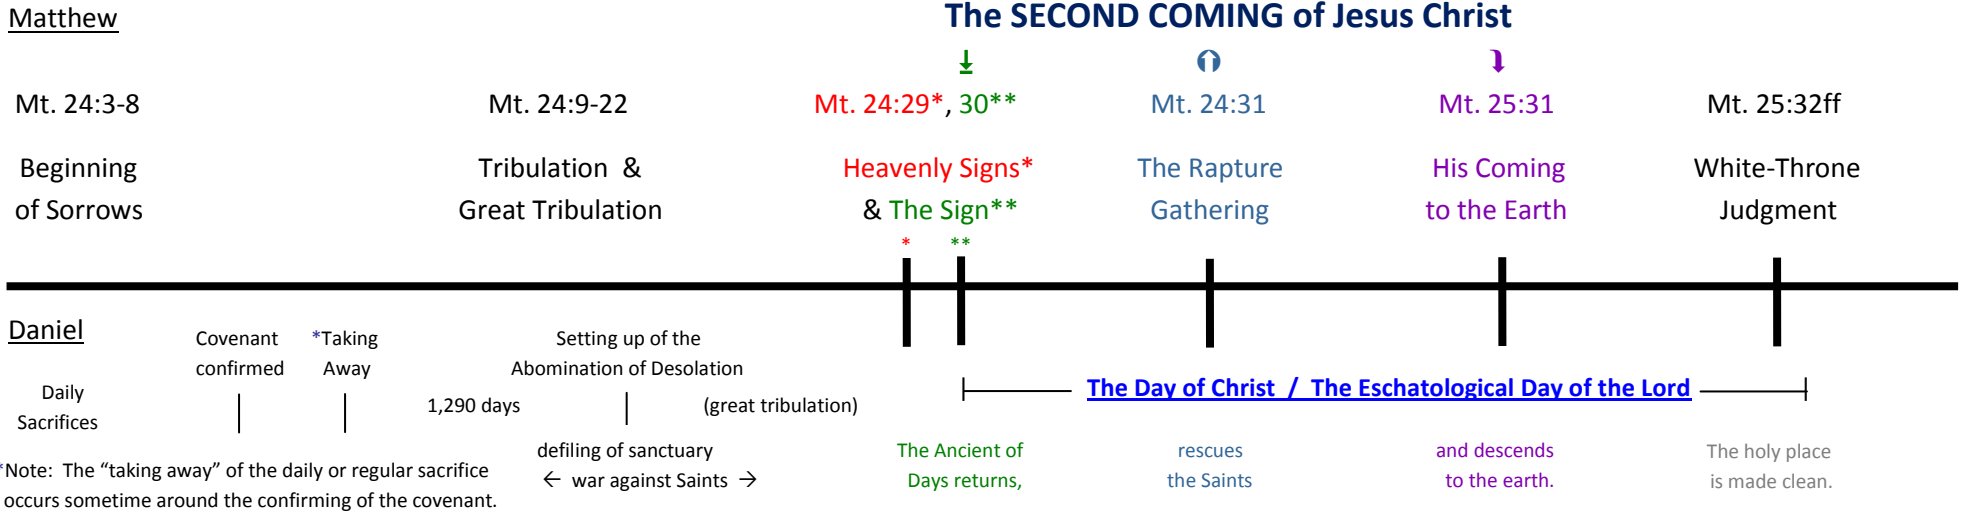 Matthew
The SECOND COMING of Jesus Christ
Mt. 24:3-8 Mt. 24:9-22 Mt. 24:29*, 30** Mt. 24:31 Mt. 25:31 Mt. 25:32ff
Beginning Tribulation & Heavenly Signs* The Rapture His Coming White-Throne
of Sorrows Great Tribulation & The Sign** Gathering to the Earth Judgment
* **
Daniel
Covenant *Taking Setting up of the
confirmed Away Abomination of Desolation
Daily
Sacrifices
1,290 days (great tribulation)
The Day of Christ / The Eschatological Day of the Lord
defiling of sanctuary
← war against Saints →
The Ancient of rescues and descends The holy place
Days returns, the Saints to the earth. is made clean.
*Note: The “taking away” of the daily or regular sacrifice
occurs sometime around the confirming of the covenant.